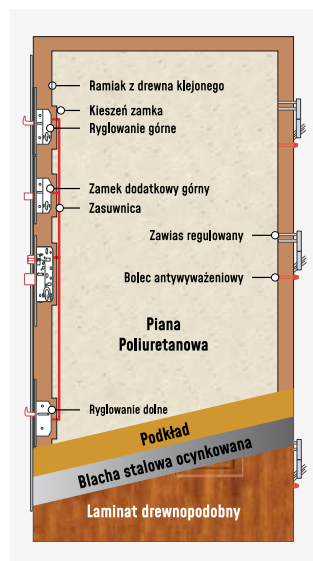 Ramiak z drewna klejonego
Kieszeń zamka
Ryglowanie górne
Zamek dodatkowy górny
Zasuwnica
Zawias regulowany
Bolec antywyważeniowy
Piana
Poliuretanowa
Ryglowanie dolne
Podkład
Blacha stalowa ocynkowana
Laminat drewnopodobny